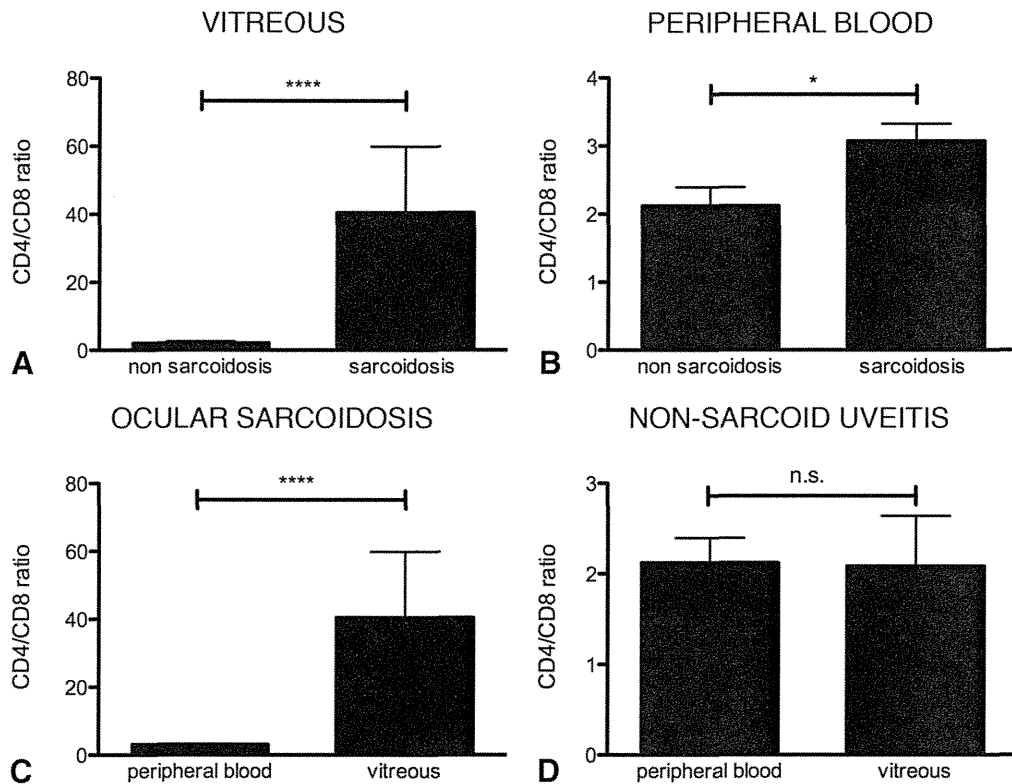 VITREOUS
CD4/CD8 ratio
80
60
40
20
0
****
non sarcoidosis
sarcoidosis
A
PERIPHERAL BLOOD
CD4/CD8 ratio
4
3
2
1
0
*
non sarcoidosis
sarcoidosis
B
OCULAR SARCOIDOSIS
CD4/CD8 ratio
80
60
40
20
0
****
peripheral blood
vitreous
C
NON-SARCOID UVEITIS
CD4/CD8 ratio
3
2
1
0
n.s.
peripheral blood
vitreous
D